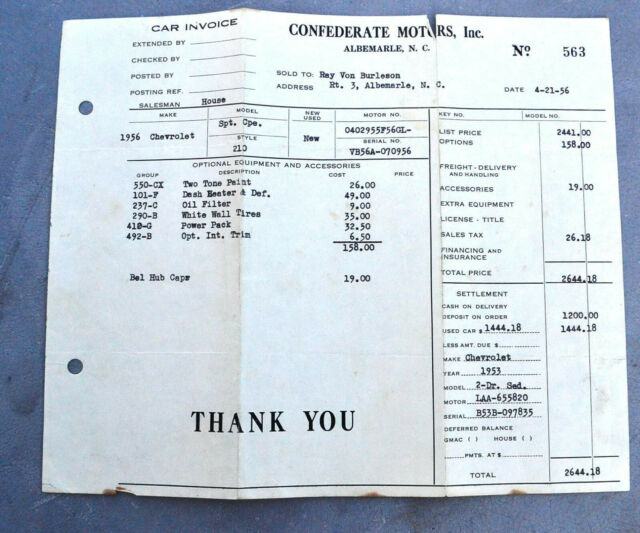 CAR INVOICE
EXTENDED BY
CHECKED BY
POSTED BY
POSTING REF.
SALESMAN House
CONFEDERATE MOTORS, Inc.
ALBEMARLE, N. C.
No 563
SOLD TO: Ray Von Burleson
ADDRESS Rt. 3, Albemarle, N. C.
DATE 4-21-56
MAKE MODEL NEW USED MOTOR NO. KEY NO. MODEL NO.
1956 Chevrolet Spt. Cpe. New 0402955F56GL-
STYLE SERIAL NO.
210 VB56A-070956
LIST PRICE 2441.00
OPTIONS 158.00
FREIGHT - DELIVERY AND HANDLING
ACCESSORIES 19.00
EXTRA EQUIPMENT
LICENSE - TITLE
SALES TAX 26.18
FINANCING AND INSURANCE
TOTAL PRICE 2644.18
OPTIONAL EQUIPMENT AND ACCESSORIES
GROUP DESCRIPTION COST PRICE
550-CX Two Tone Paint 26.00
101-F Dash Heater & Def. 49.00
237-C Oil Filter 9.00
290-B White Wall Tires 35.00
410-G Power Pack 32.50
492-B Opt. Int. Trim 6.50
158.00
Bel Hub Caps 19.00
SETTLEMENT
CASH ON DELIVERY
DEPOSIT ON ORDER 1200.00
USED CAR $ 1444.18 1444.18
LESS AMT. DUE $
MAKE Chevrolet
YEAR 1953
MODEL 2-Dr. Sed.
MOTOR LAA-655820
SERIAL B53B-097835
DEFERRED BALANCE
GMAC ( ) HOUSE ( )
PMTS. AT $
TOTAL 2644.18
THANK YOU